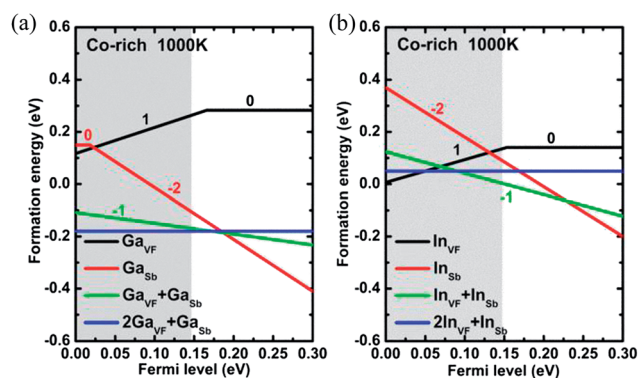 (a)
Co-rich 1000K
Formation energy (eV)
0.6
0.4
0.2
0.0
-0.2
-0.4
-0.6
0
1
0
-2
-1
Ga_VF
Ga_Sb
Ga_VF+Ga_Sb
2Ga_VF+Ga_Sb
0.00 0.05 0.10 0.15 0.20 0.25 0.30
Fermi level (eV)
(b)
Co-rich 1000K
Formation energy (eV)
0.6
0.4
0.2
0.0
-0.2
-0.4
-0.6
-2
1
0
-1
In_VF
In_Sb
In_VF+In_Sb
2In_VF+In_Sb
0.00 0.05 0.10 0.15 0.20 0.25 0.30
Fermi level (eV)